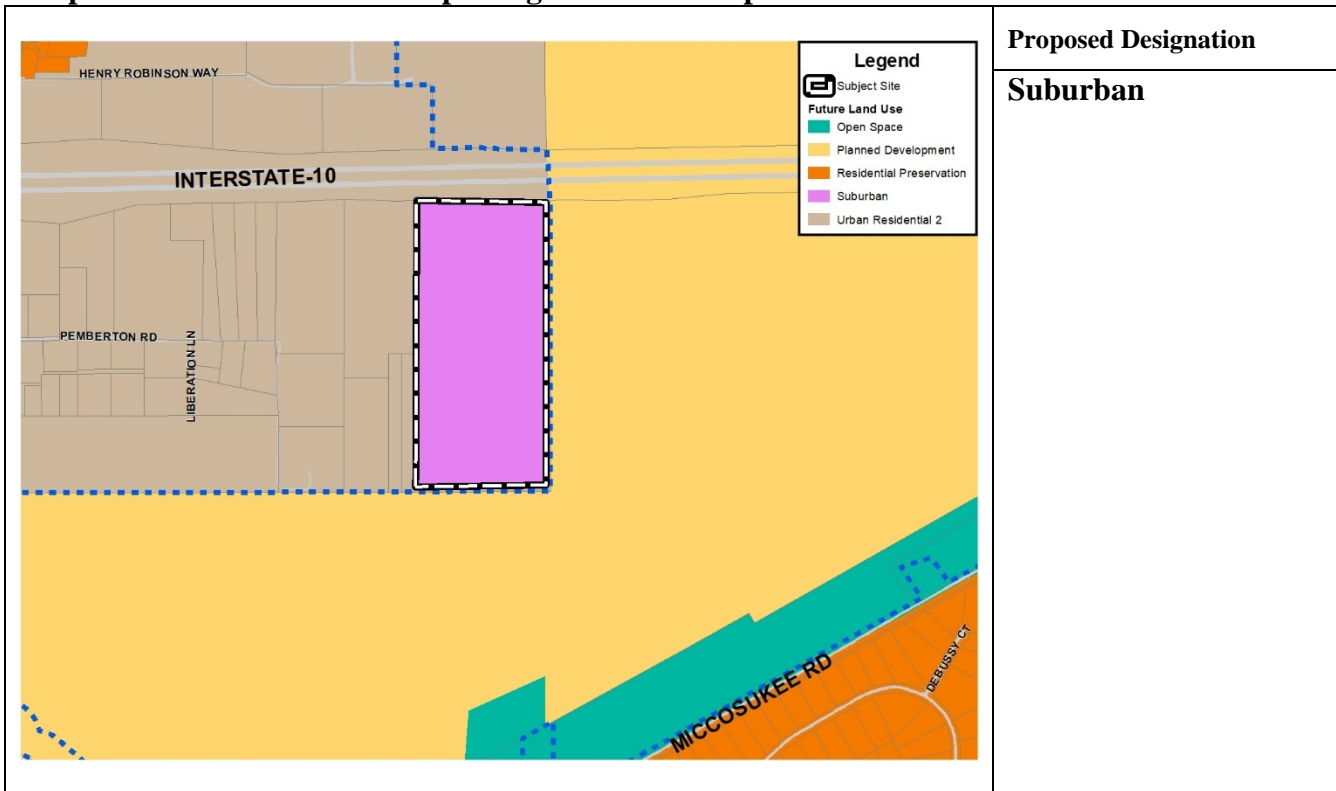 Proposed Designation
Suburban
Legend
Subject Site
Future Land Use
Open Space
Planned Development
Residential Preservation
Suburban
Urban Residential 2
HENRY ROBINSON WAY
INTERSTATE-10
PEMBERTON RD
LIBERATION LN
MICCOSUKEE RD
DEBUSSY CT